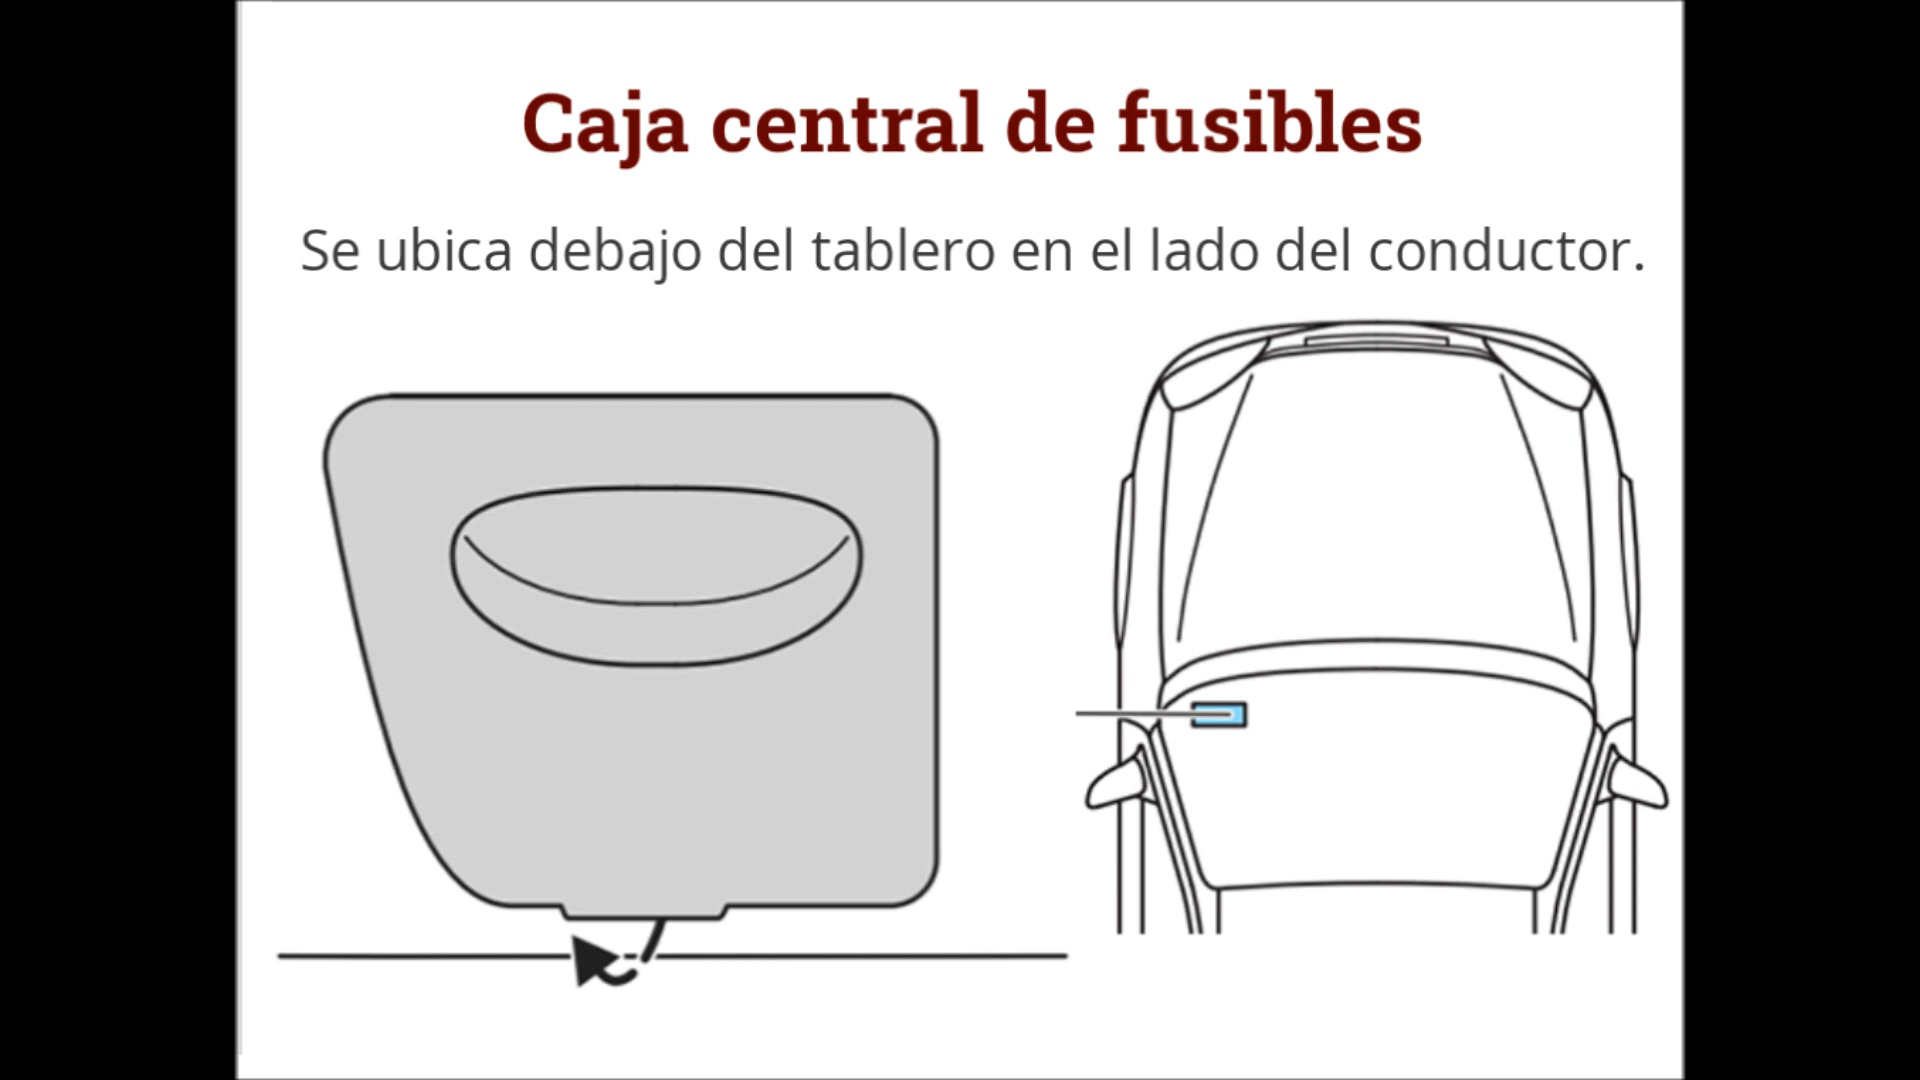 Caja central de fusibles
Se ubica debajo del tablero en el lado del conductor.